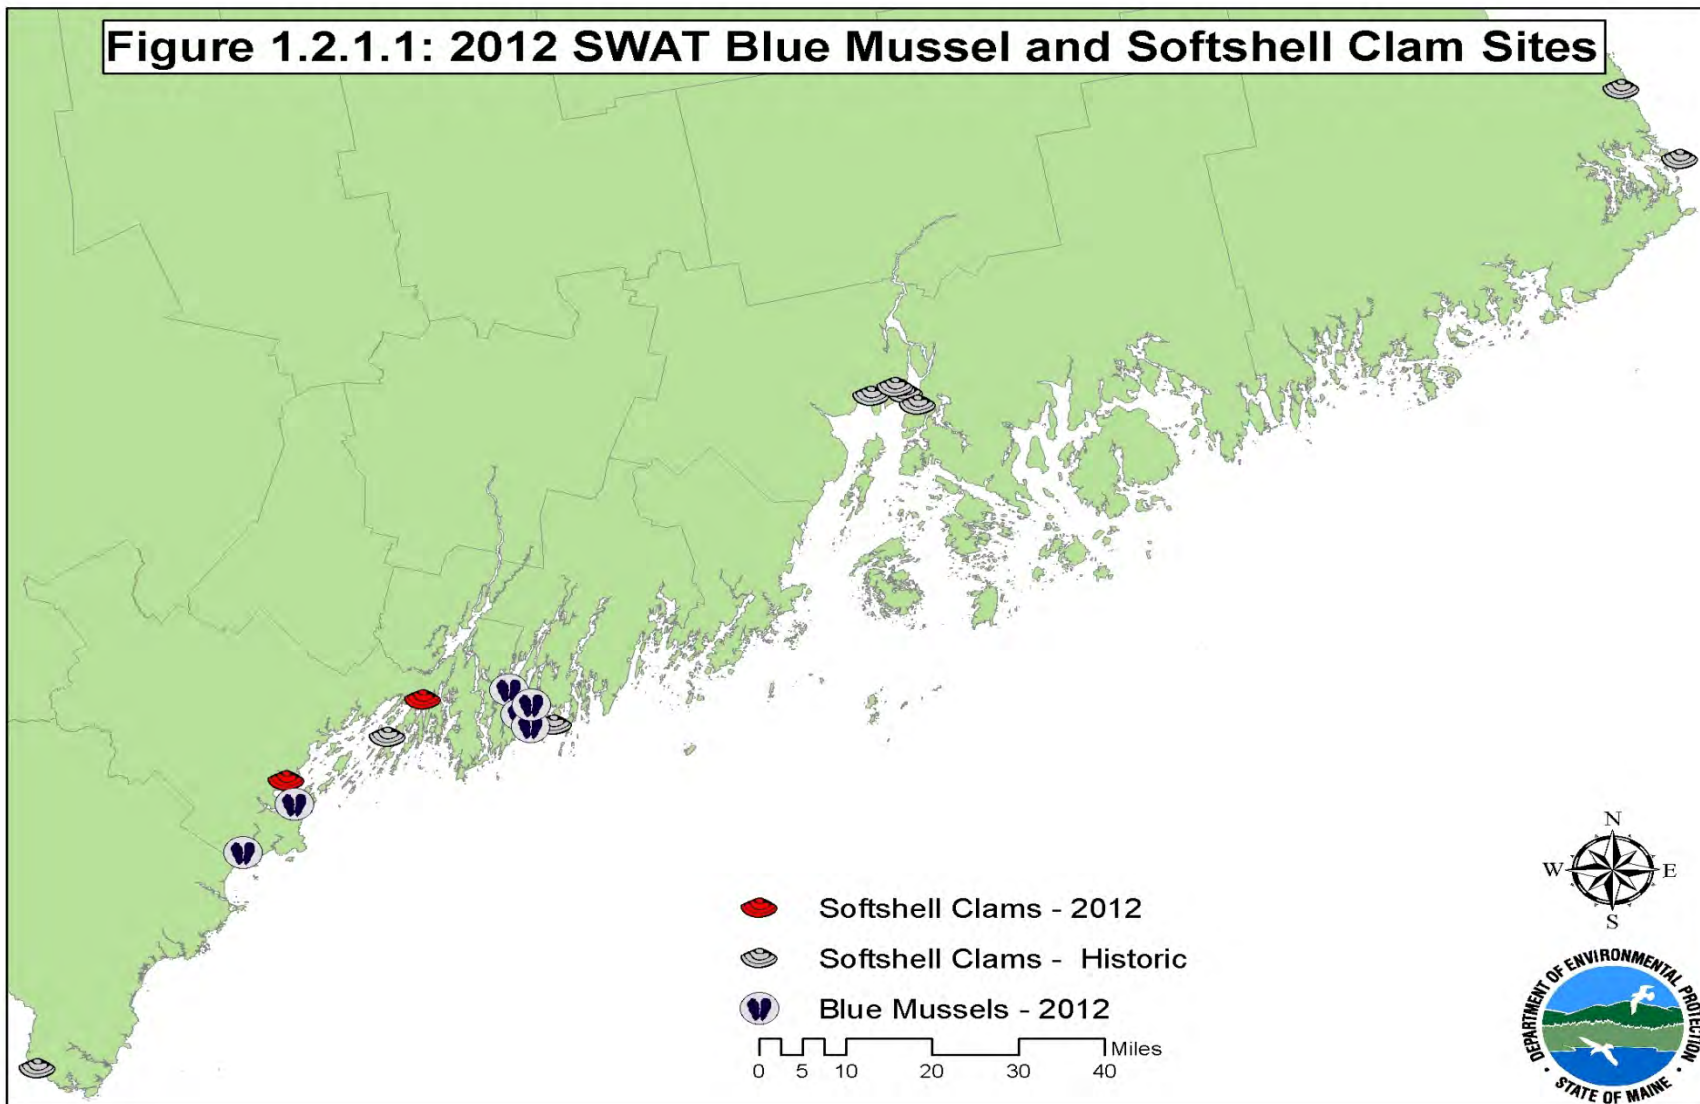 Figure 1.2.1.1: 2012 SWAT Blue Mussel and Softshell Clam Sites
N
W
E
S
Softshell Clams - 2012
Softshell Clams -  Historic
Blue Mussels - 2012
Miles
0 5 10 20 30 40
DEPARTMENT OF ENVIRONMENTAL PROTECTION
• STATE OF MAINE •